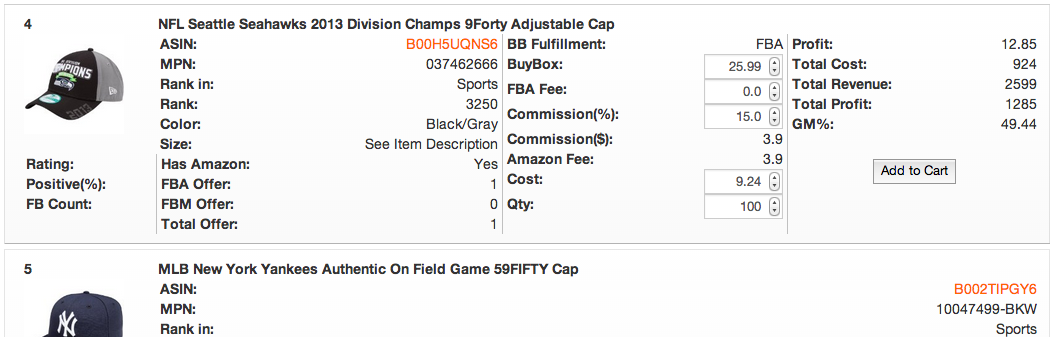 4 NFL Seattle Seahawks 2013 Division Champs 9Forty Adjustable Cap
ASIN: B00H5UQNS6
MPN: 037462666
Rank in: Sports
Rank: 3250
Color: Black/Gray
Size: See Item Description
Rating:
Positive(%):
FB Count:
Has Amazon: Yes
FBA Offer: 1
FBM Offer: 0
Total Offer: 1
BB Fulfillment: FBA
BuyBox: 25.99
FBA Fee: 0.0
Commission(%): 15.0
Commission($): 3.9
Amazon Fee: 3.9
Cost: 9.24
Qty: 100
Profit: 12.85
Total Cost: 924
Total Revenue: 2599
Total Profit: 1285
GM%: 49.44
Add to Cart
5 MLB New York Yankees Authentic On Field Game 59FIFTY Cap
ASIN: B002TIPGY6
MPN: 10047499-BKW
Rank in: Sports